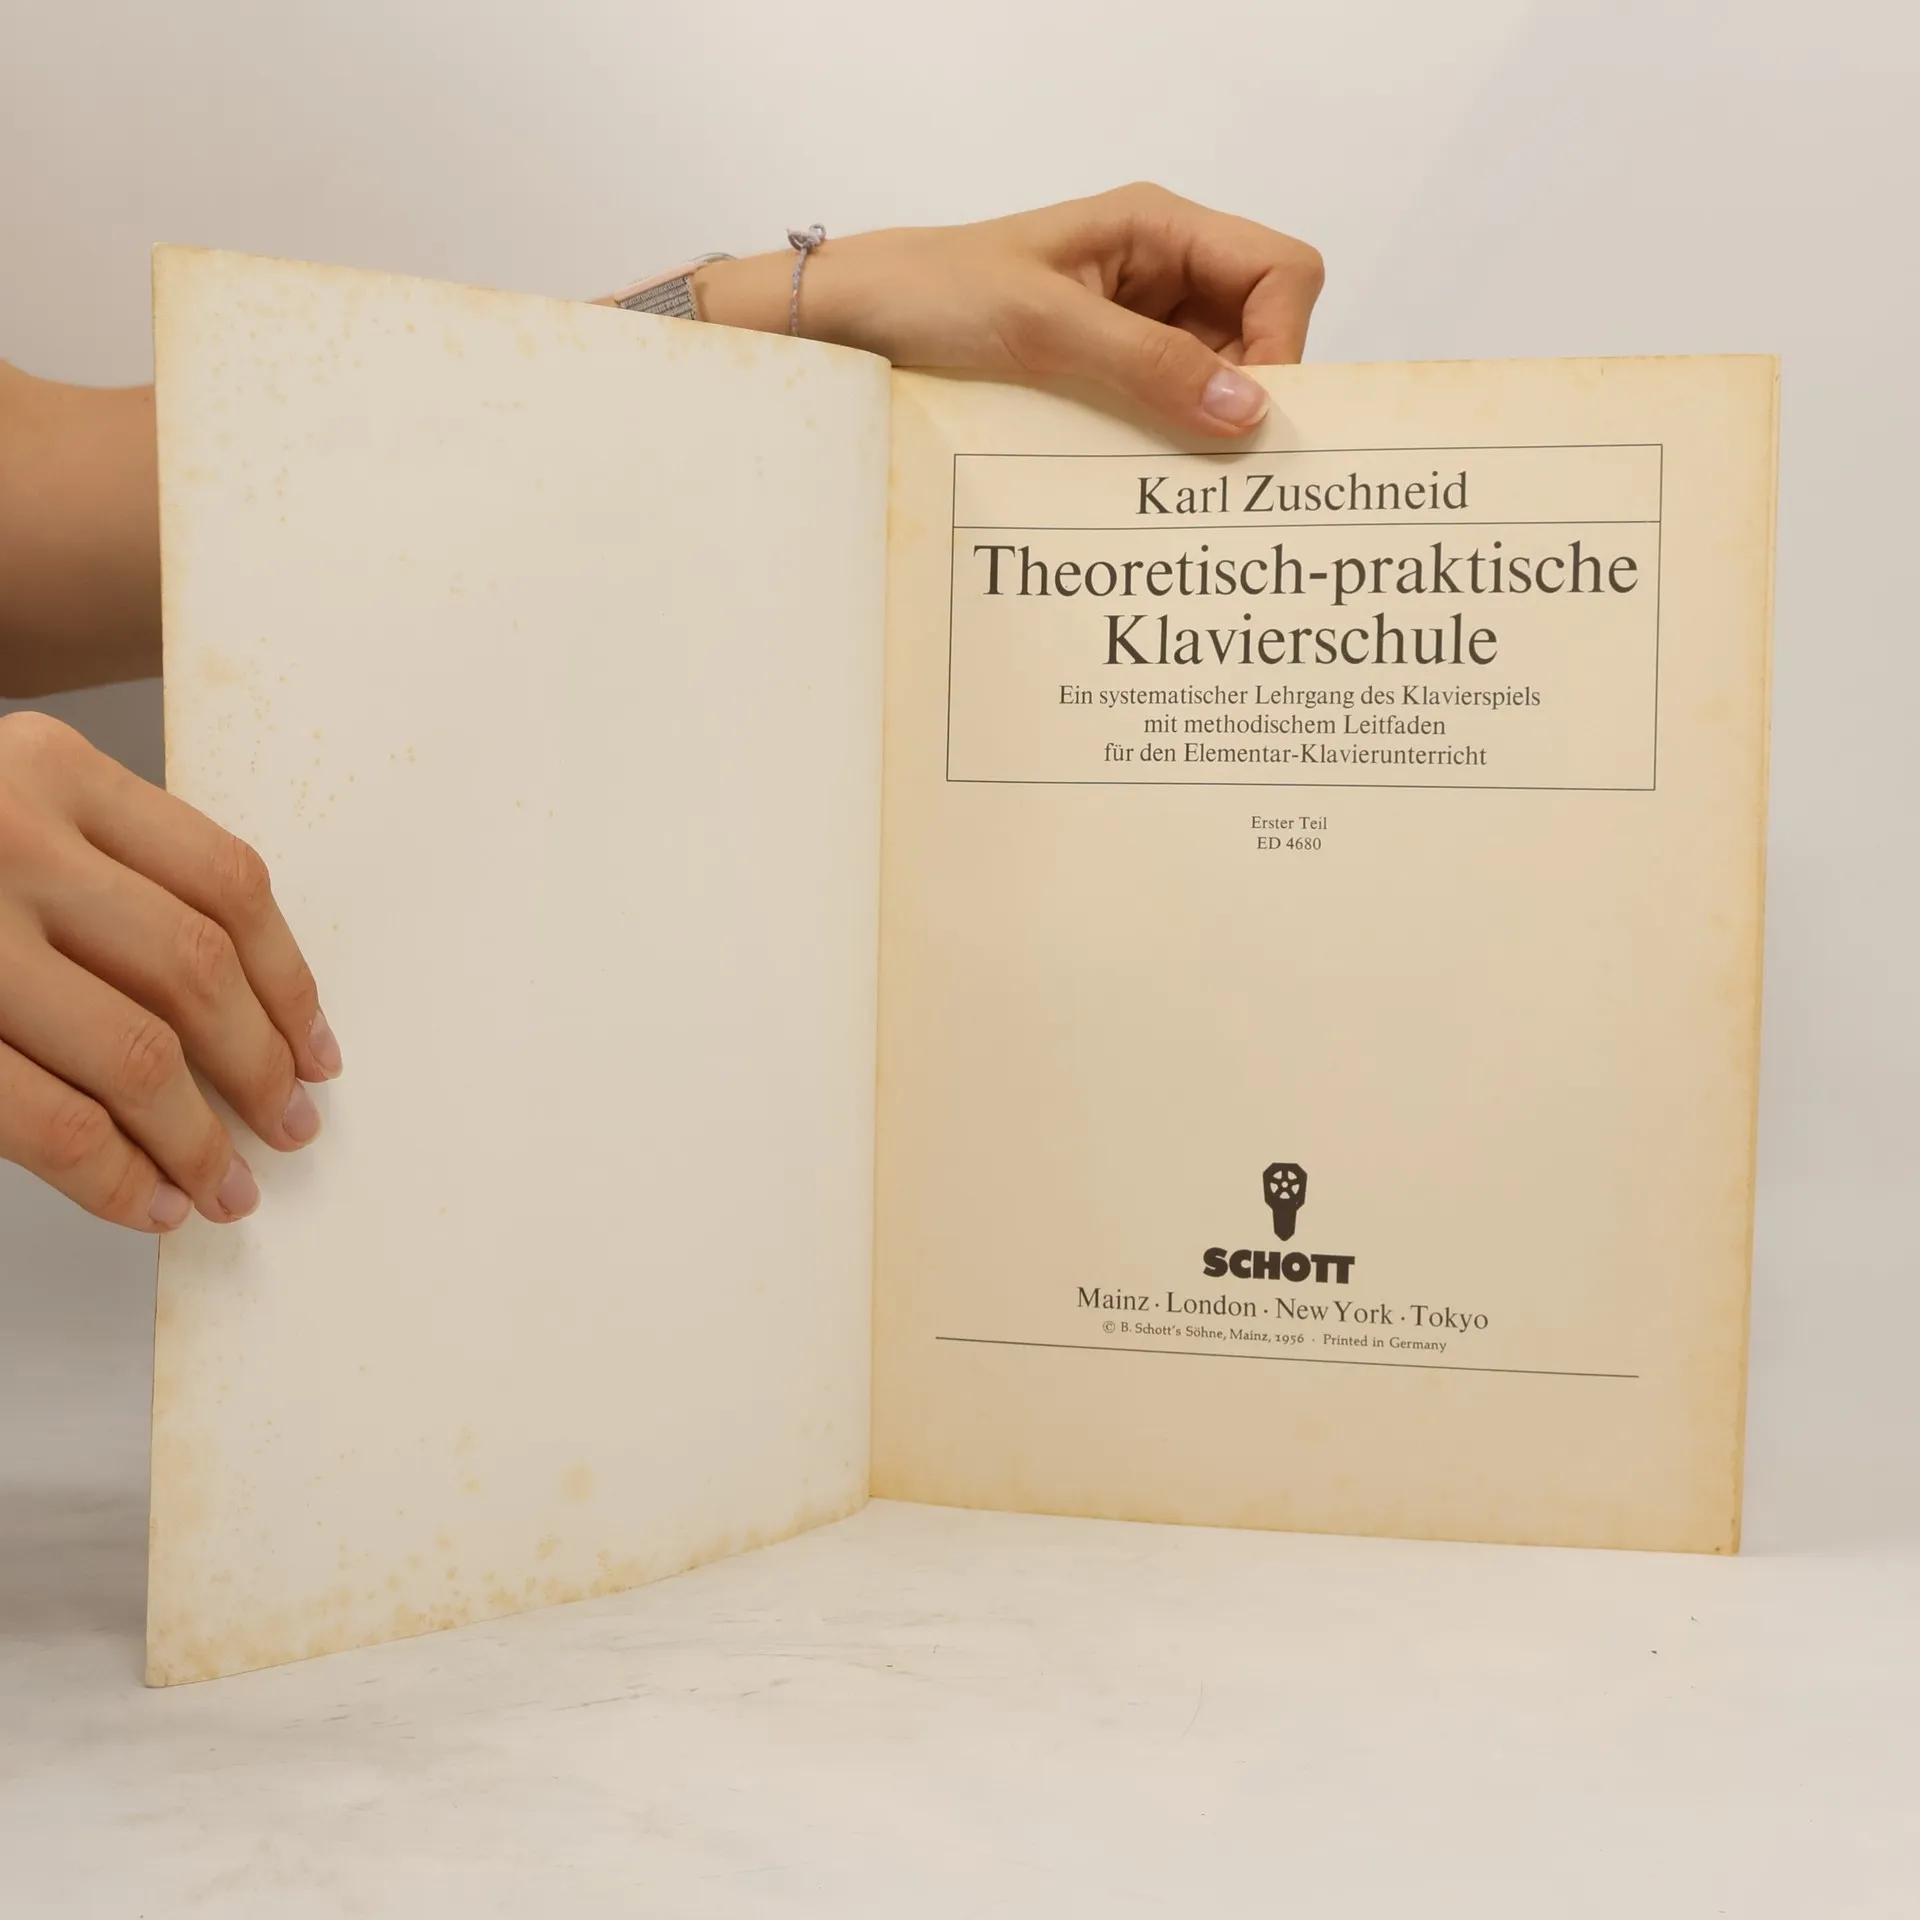 Karl Zuschneid
Theoretisch-praktische
Klavierschule
Ein systematischer Lehrgang des Klavierspiels
mit methodischem Leitfaden
für den Elementar-Klavierunterricht
Erster Teil
ED 4680
SCHOTT
Mainz · London · New York · Tokyo
© B. Schott's Söhne, Mainz, 1956 · Printed in Germany